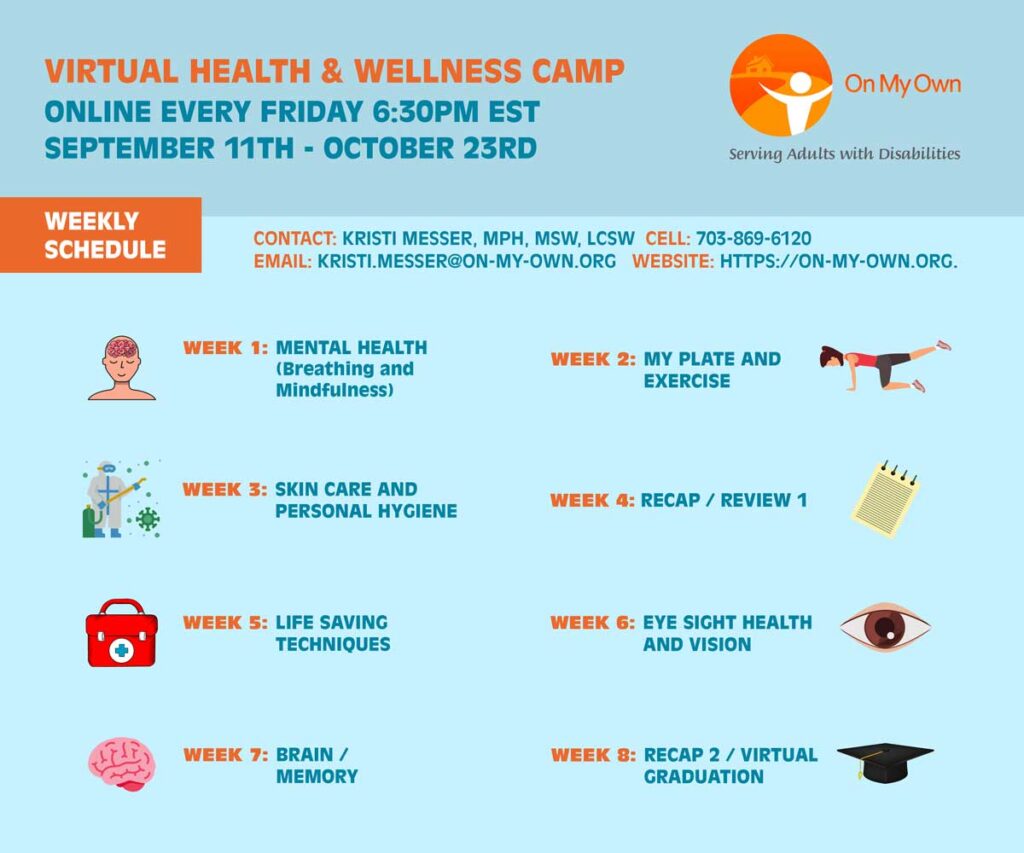 VIRTUAL HEALTH & WELLNESS CAMP
ONLINE EVERY FRIDAY 6:30PM EST
SEPTEMBER 11TH - OCTOBER 23RD
On My Own
Serving Adults with Disabilities
WEEKLY
SCHEDULE
CONTACT: KRISTI MESSER, MPH, MSW, LCSW CELL: 703-869-6120
EMAIL: KRISTI.MESSER@ON-MY-OWN.ORG WEBSITE: HTTPS://ON-MY-OWN.ORG.
WEEK 1: MENTAL HEALTH
(Breathing and
Mindfulness)
WEEK 2: MY PLATE AND
EXERCISE
WEEK 3: SKIN CARE AND
PERSONAL HYGIENE
WEEK 4: RECAP / REVIEW 1
WEEK 5: LIFE SAVING
TECHNIQUES
WEEK 6: EYE SIGHT HEALTH
AND VISION
WEEK 7: BRAIN /
MEMORY
WEEK 8: RECAP 2 / VIRTUAL
GRADUATION